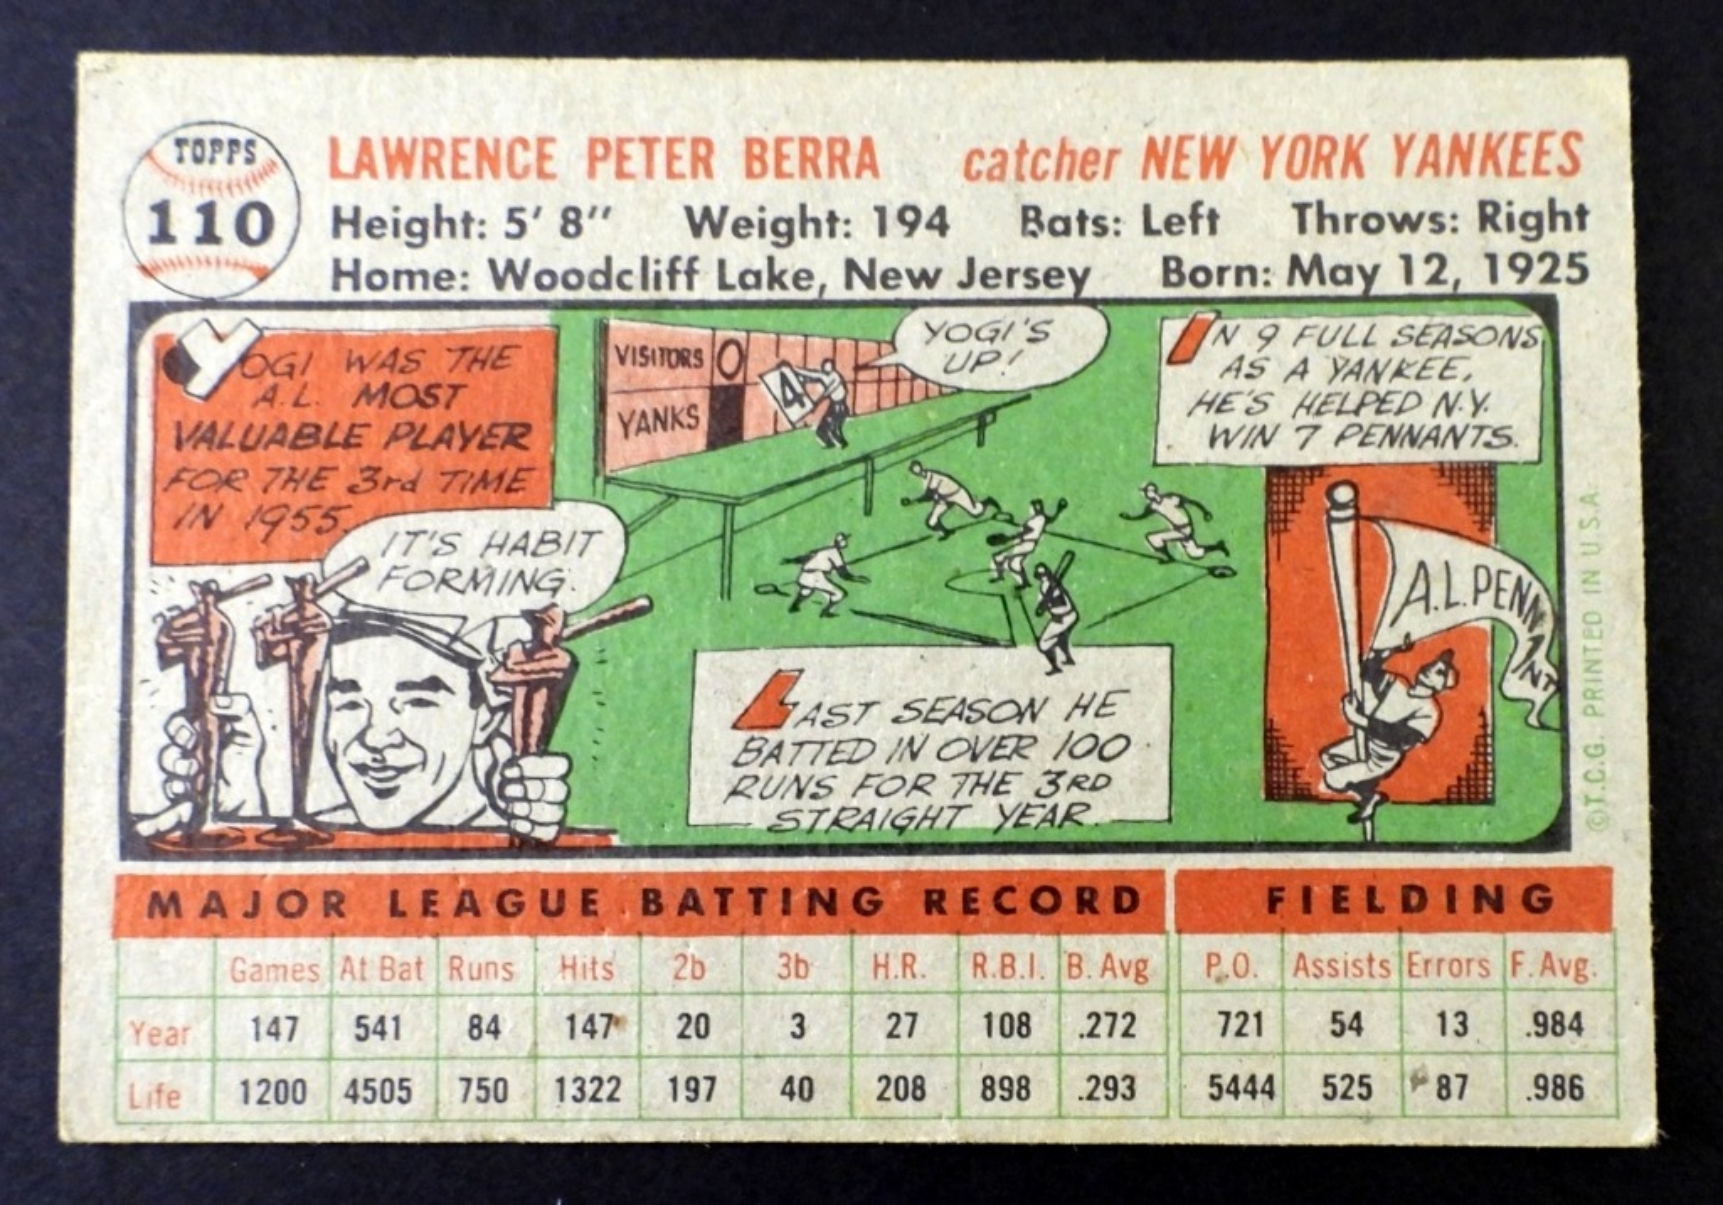 TOPPS
110
LAWRENCE PETER BERRA catcher NEW YORK YANKEES
Height: 5' 8" Weight: 194 Bats: Left Throws: Right
Home: Woodcliff Lake, New Jersey Born: May 12, 1925
YOGI WAS THE
A.L. MOST
VALUABLE PLAYER
FOR THE 3rd TIME
IN 1955.
IT'S HABIT
FORMING.
VISITORS 0
YANKS
4
YOGI'S
UP!
LAST SEASON HE
BATTED IN OVER 100
RUNS FOR THE 3RD
STRAIGHT YEAR.
IN 9 FULL SEASONS
AS A YANKEE,
HE'S HELPED N.Y.
WIN 7 PENNANTS.
A.L. PENNANT
©T.C.G. PRINTED IN U.S.A.
MAJOR LEAGUE BATTING RECORD FIELDING
Games At Bat Runs Hits 2b 3b H.R. R.B.I. B. Avg P.O. Assists Errors F. Avg.
Year 147 541 84 147 20 3 27 108 .272 721 54 13 .984
Life 1200 4505 750 1322 197 40 208 898 .293 5444 525 87 .986